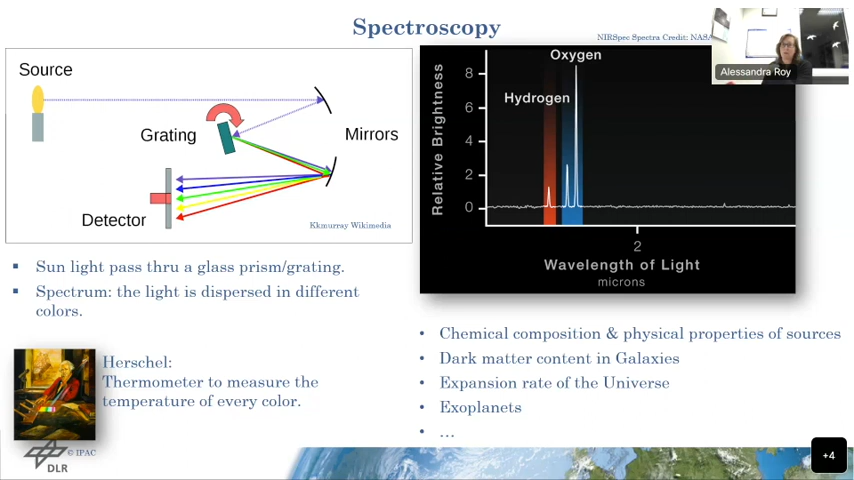 Spectroscopy
NIRSpec Spectra Credit: NASA
Alessandra Roy
Source
Grating
Mirrors
Detector
Kkmurray Wikimedia
Oxygen
Hydrogen
Relative Brightness
8
6
4
2
0
2
Wavelength of Light
microns
▪ Sun light pass thru a glass prism/grating.
▪ Spectrum: the light is dispersed in different
colors.
Herschel:
Thermometer to measure the
temperature of every color.
© IPAC
DLR
• Chemical composition & physical properties of sources
• Dark matter content in Galaxies
• Expansion rate of the Universe
• Exoplanets
• …
+4